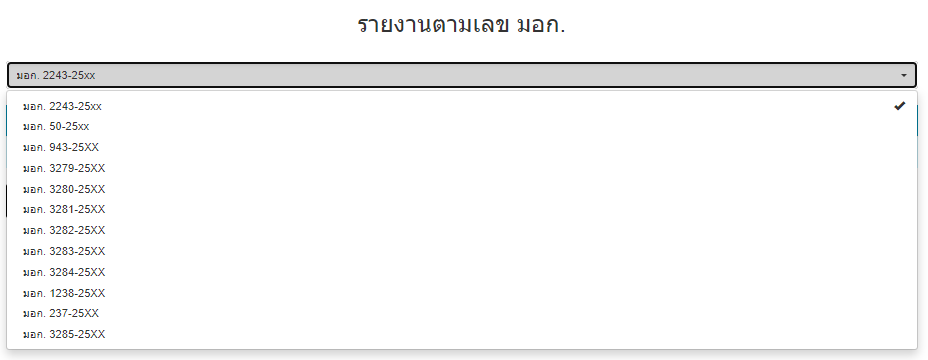 รายงานตามเลข มอก.
มอก. 2243-25xx
มอก. 2243-25xx
มอก. 50-25xx
มอก. 943-25XX
มอก. 3279-25XX
มอก. 3280-25XX
มอก. 3281-25XX
มอก. 3282-25XX
มอก. 3283-25XX
มอก. 3284-25XX
มอก. 1238-25XX
มอก. 237-25XX
มอก. 3285-25XX